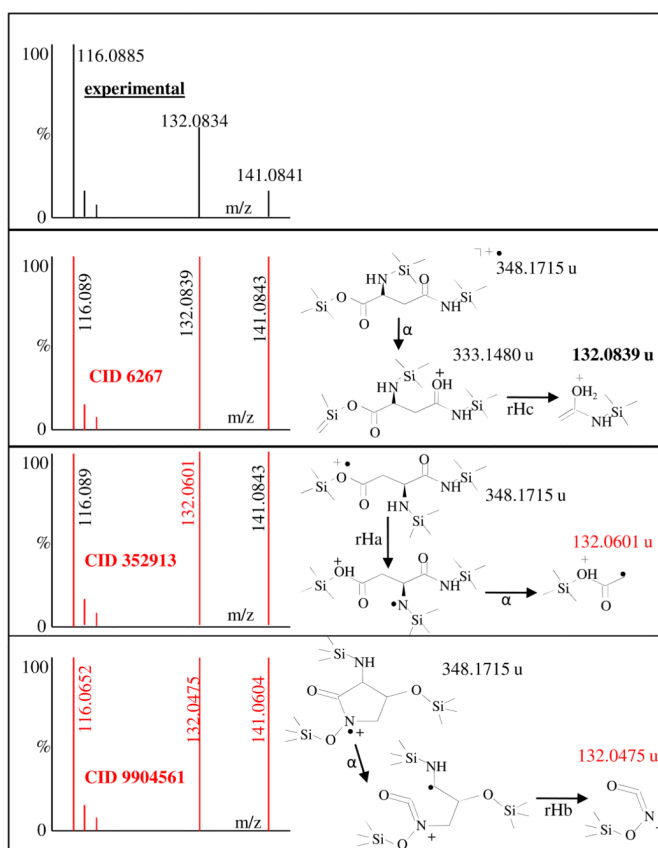 100
116.0885
experimental
132.0834
%
141.0841
0
m/z
100
116.089
132.0839
141.0843
CID 6267
%
0
m/z
348.1715 u
HN
Si
O
Si
O
O
NH
Si
α
333.1480 u
132.0839 u
HN
Si
+
OH
Si
O
O
NH
Si
rHc
+
OH2
NH
Si
100
116.089
132.0601
141.0843
CID 352913
%
0
m/z
+•
Si
O
O
O
NH
Si
HN
Si
348.1715 u
rHa
132.0601 u
+
Si
OH
O
O
NH
Si
•N
Si
α
+
Si
OH
O
•
100
116.0652
132.0475
141.0604
CID 9904561
%
0
m/z
Si
NH
348.1715 u
O
O
Si
N
•+
Si
O
α
Si
NH
132.0475 u
O
•
O
Si
N
+
Si
O
rHb
O
N
Si
O